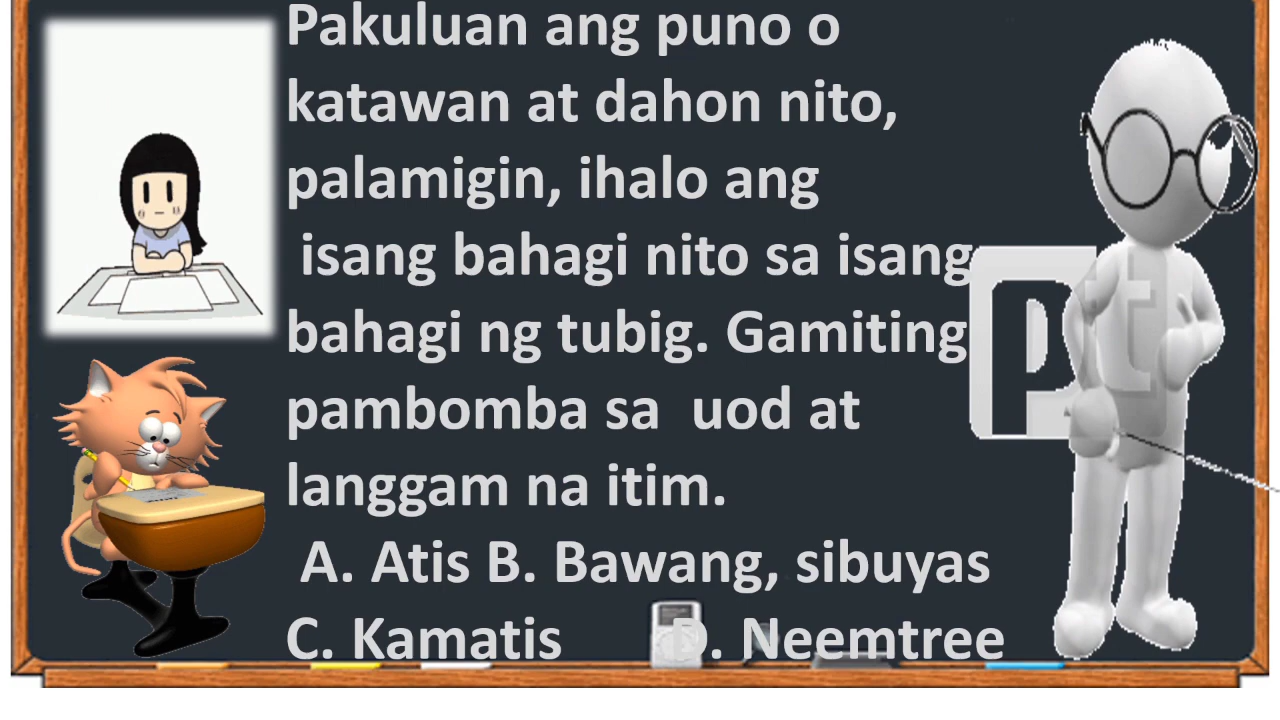 Pakuluan ang puno o
katawan at dahon nito,
palamigin, ihalo ang
isang bahagi nito sa isang
bahagi ng tubig. Gamiting
pambomba sa uod at
langgam na itim.
A. Atis B. Bawang, sibuyas
C. Kamatis D. Neemtree
Pt